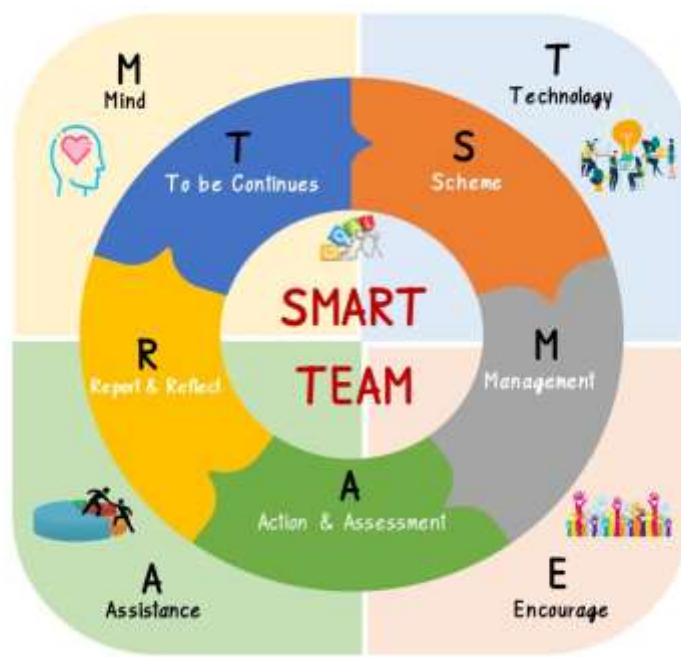 M
Mind
T
Technology
T
To be Continues
S
Scheme
SMART
TEAM
R
Report & Reflect
M
Management
A
Action & Assessment
A
Assistance
E
Encourage